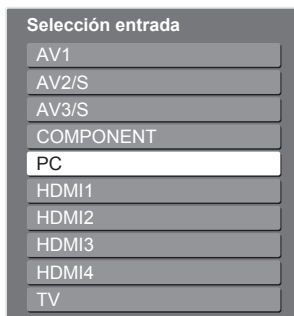 Selección entrada
AV1
AV2/S
AV3/S
COMPONENT
PC
HDMI1
HDMI2
HDMI3
HDMI4
TV